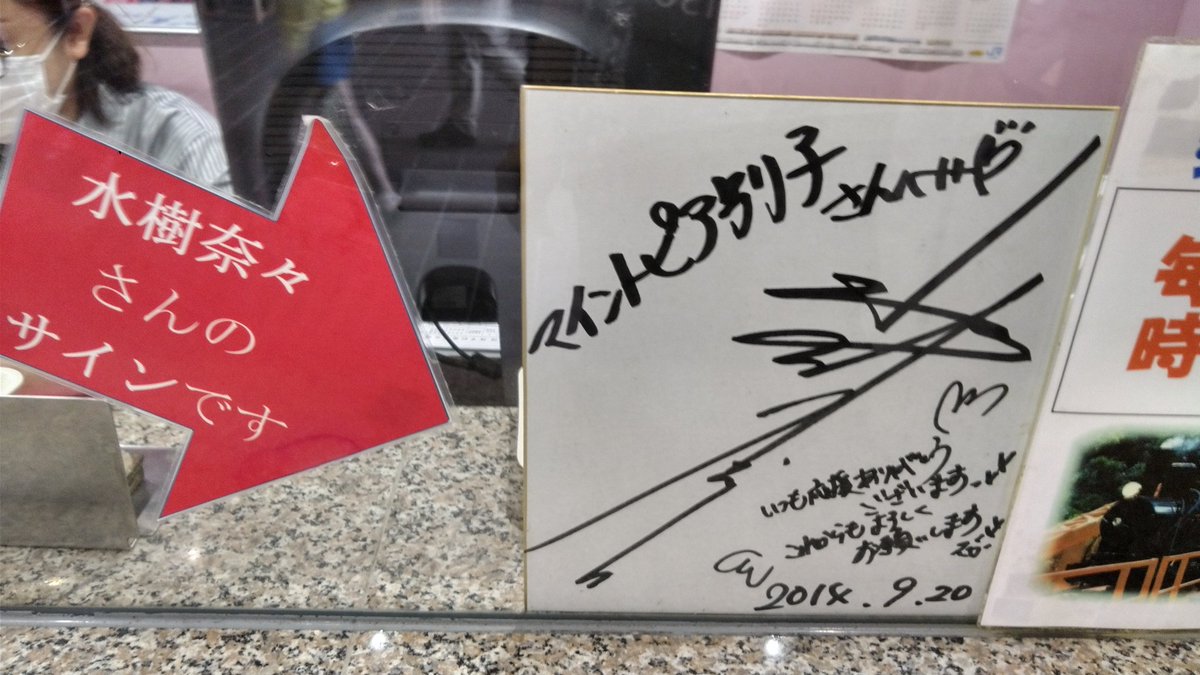 水樹奈々
さんの
サインです
マイントピア別子さんへ
いつも応援ありがとう
ございます
これからもよろしく
お願いします
2014.9.20
毎
時